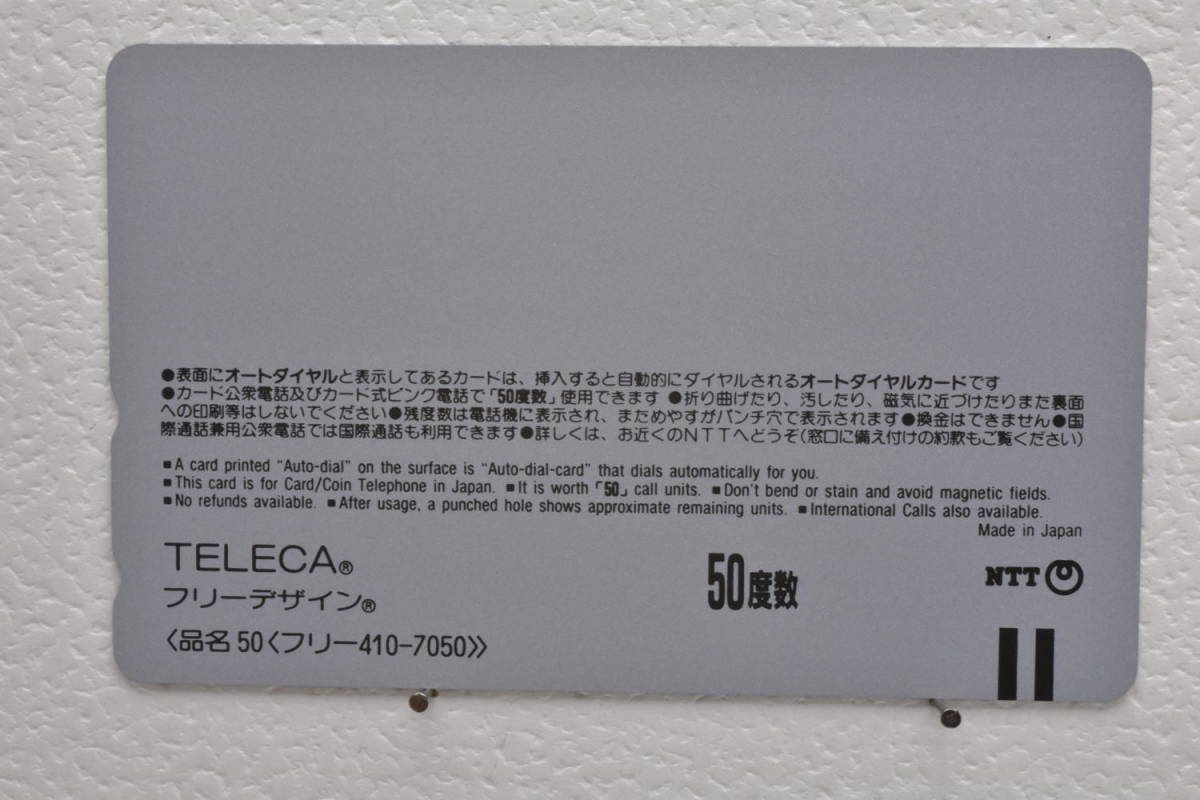 ●表面にオートダイヤルと表示してあるカードは、挿入すると自動的にダイヤルされるオートダイヤルカードです
●カード公衆電話及びカード式ピンク電話で「50度数」使用できます ●折り曲げたり、汚したり、磁気に近づけたりまた裏面
への印刷等はしないでください●残度数は電話機に表示され、まためやすがパンチ穴で表示されます●換金はできません●国
際通話兼用公衆電話では国際通話も利用できます●詳しくは、お近くのNTTへどうぞ(窓口に備え付けの約款もご覧ください)
■A card printed “Auto-dial” on the surface is “Auto-dial-card” that dials automatically for you.
■This card is for Card/Coin Telephone in Japan. ■It is worth「50」call units. ■Don't bend or stain and avoid magnetic fields.
■No refunds available. ■After usage, a punched hole shows approximate remaining units. ■International Calls also available.
Made in Japan
TELECA®
フリーデザイン®
50度数
NTT
〈品名 50〈フリー410-7050〉〉